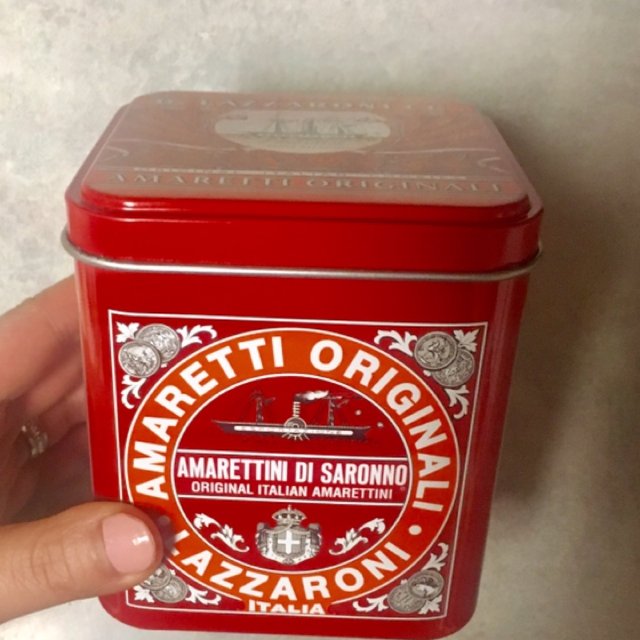 D. LAZZARONI & C.
AMARETTI ORIGINALI
AMARETTI ORIGINALI
AMARETTINI DI SARONNO
ORIGINAL ITALIAN AMARETTINI
LAZZARONI
ITALIA